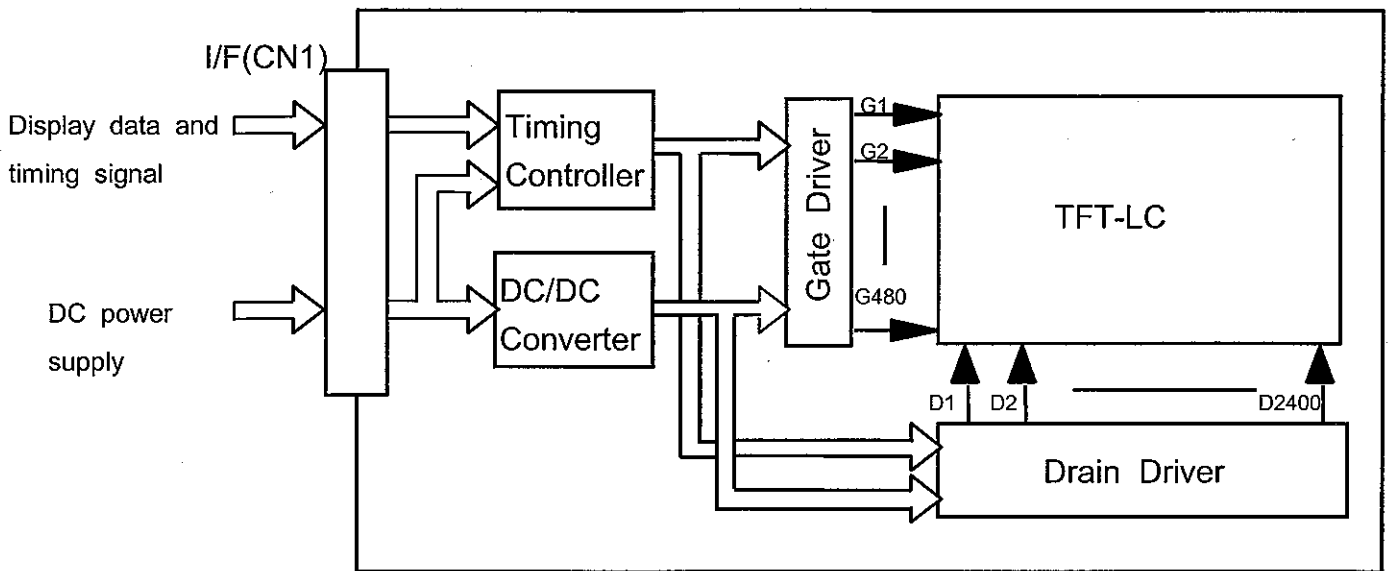 I/F(CN1)
Display data and
timing signal
DC power
supply
Timing
Controller
DC/DC
Converter
Gate Driver
G1
G2
G480
TFT-LC
D1
D2
D2400
Drain Driver